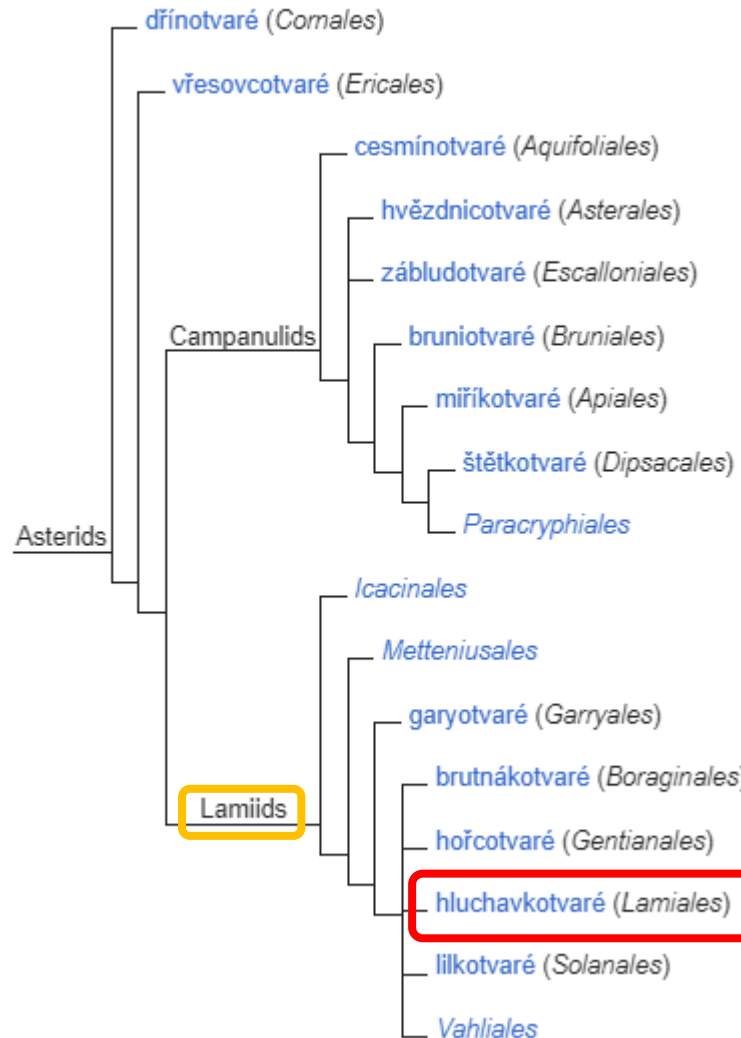 dřínotvaré (Cornales)
vřesovcotvaré (Ericales)
cesmínotvaré (Aquifoliales)
hvězdnicotvaré (Asterales)
zábludotvaré (Escalloniales)
Campanulids
bruniotvaré (Bruniales)
miříkotvaré (Apiales)
štětkotvaré (Dipsacales)
Paracryphiales
Asterids
Icacinales
Metteniusales
garyotvaré (Garryales)
brutnákotvaré (Boraginales)
Lamiids
hořcotvaré (Gentianales)
hluchavkotvaré (Lamiales)
lilkotvaré (Solanales)
Vahliales